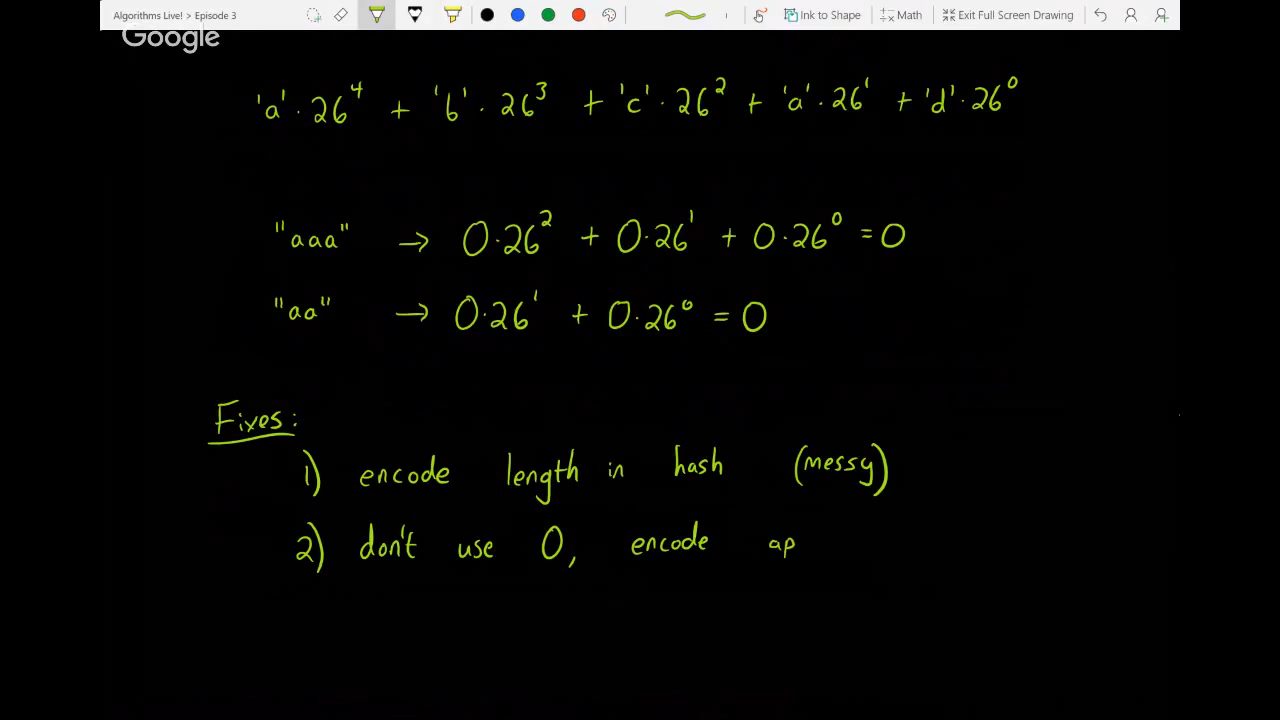 Algorithms Live! > Episode 3 Ink to Shape Math Exit Full Screen Drawing
Google
'a'·26⁴ + 'b'·26³ + 'c'·26² + 'a'·26¹ + 'd'·26⁰
"aaa" → 0·26² + 0·26¹ + 0·26⁰ = 0
"aa" → 0·26¹ + 0·26⁰ = 0
Fixes:
1) encode length in hash (messy)
2) don't use 0, encode ap